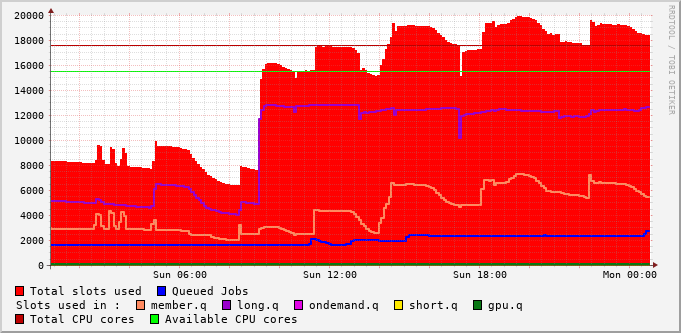 20000
18000
16000
14000
12000
10000
8000
6000
4000
2000
0
Sun 06:00 Sun 12:00 Sun 18:00 Mon 00:00
RRDTOOL / TOBI OETIKER
Total slots used Queued Jobs
Slots used in : member.q long.q ondemand.q short.q gpu.q
Total CPU cores Available CPU cores